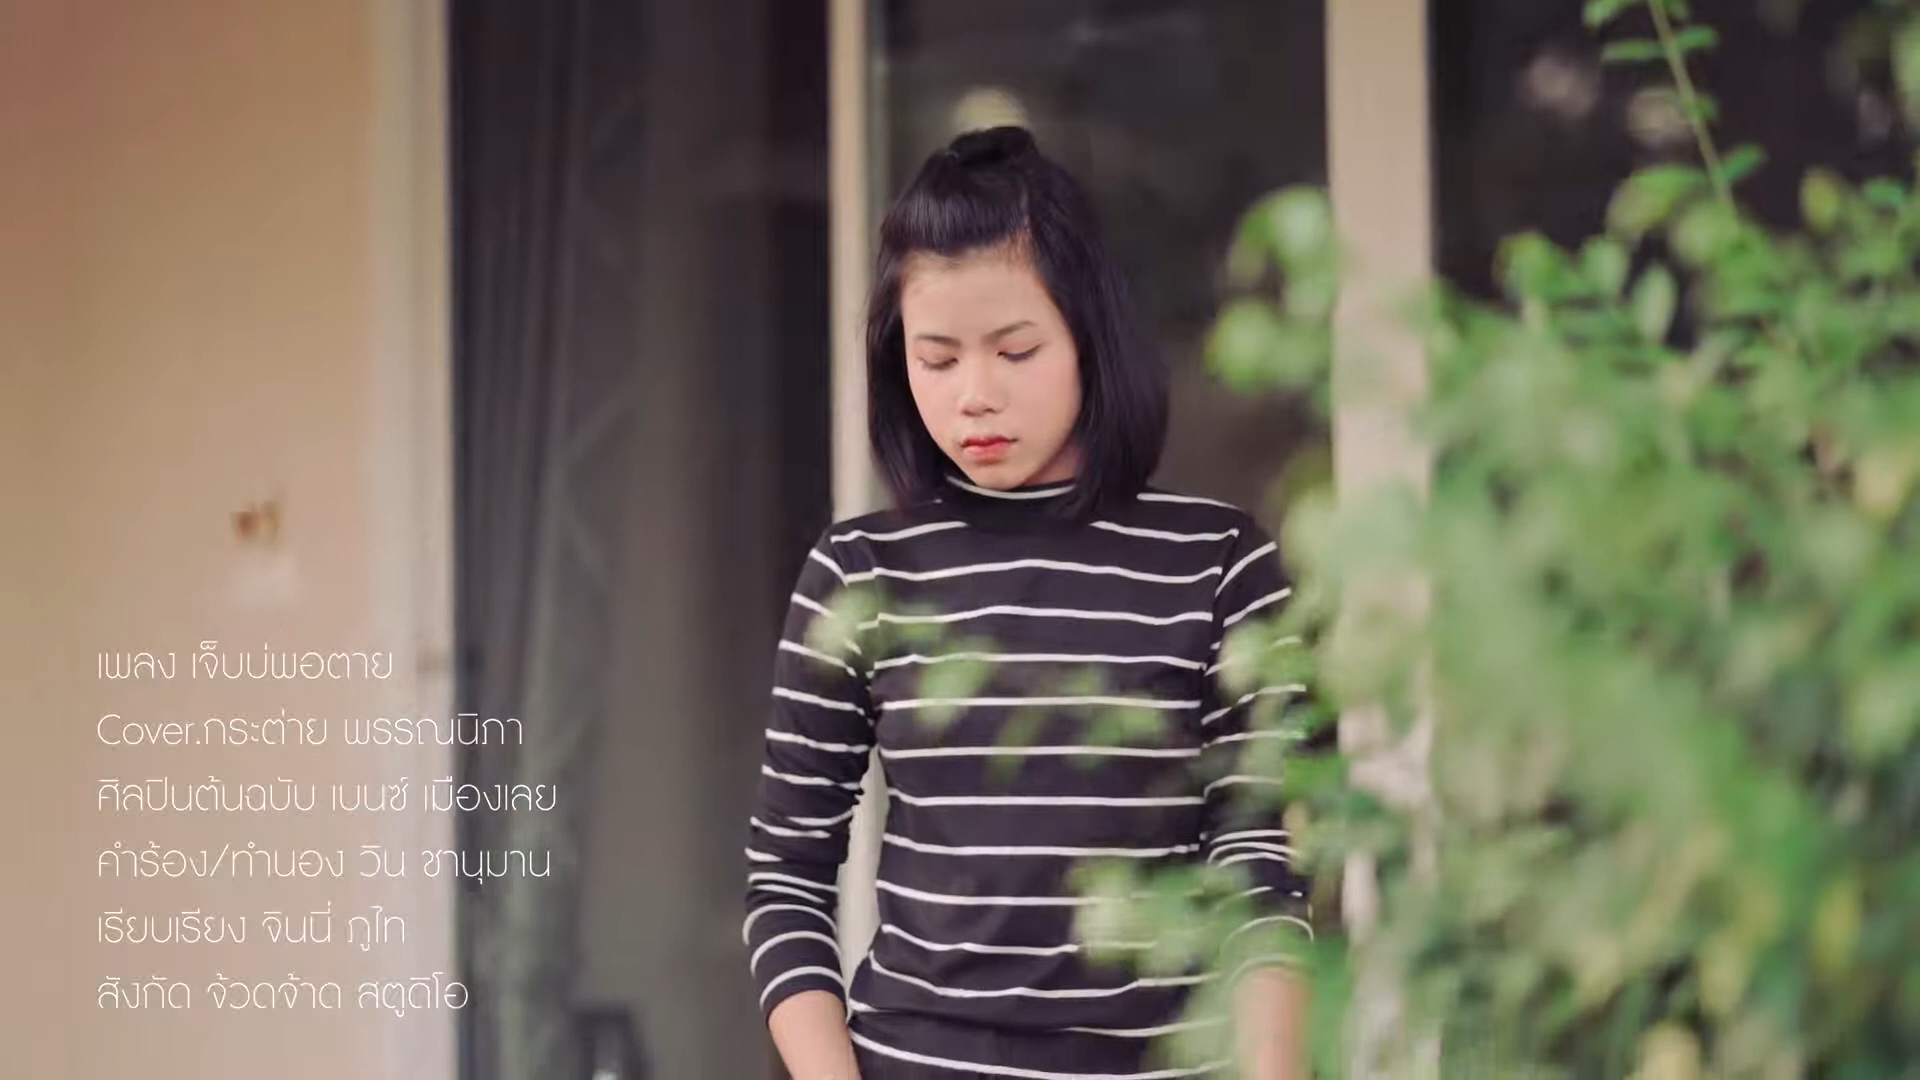 เพลง เจ็บบ่พอตาย
Cover.กระต่าย พรรณนิภา
ศิลปินต้นฉบับ เบนซ์ เมืองเลย
คำร้อง/ทำนอง วิน ชานุมาน
เรียบเรียง จินนี่ ภูไท
สังกัด จ้วดจ้าด สตูดิโอ